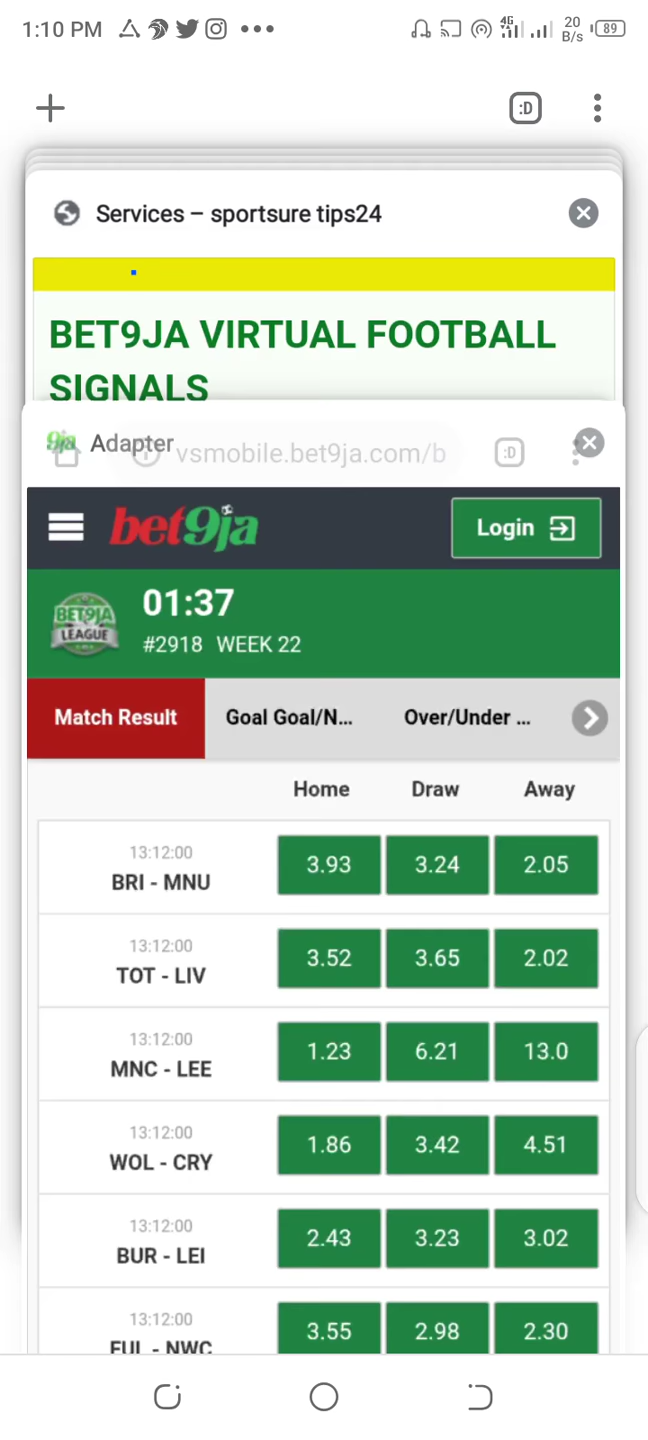 1:10 PM 4G 20 B/s 89
:D
Services – sportsure tips24
BET9JA VIRTUAL FOOTBALL
SIGNALS
9ja Adapter vsmobile.bet9ja.com/b :D
bet9ja Login
BET9JA LEAGUE
01:37
#2918 WEEK 22
Match Result Goal Goal/N... Over/Under ...
Home Draw Away
13:12:00
BRI - MNU 3.93 3.24 2.05
13:12:00
TOT - LIV 3.52 3.65 2.02
13:12:00
MNC - LEE 1.23 6.21 13.0
13:12:00
WOL - CRY 1.86 3.42 4.51
13:12:00
BUR - LEI 2.43 3.23 3.02
13:12:00
FUL - NWC 3.55 2.98 2.30